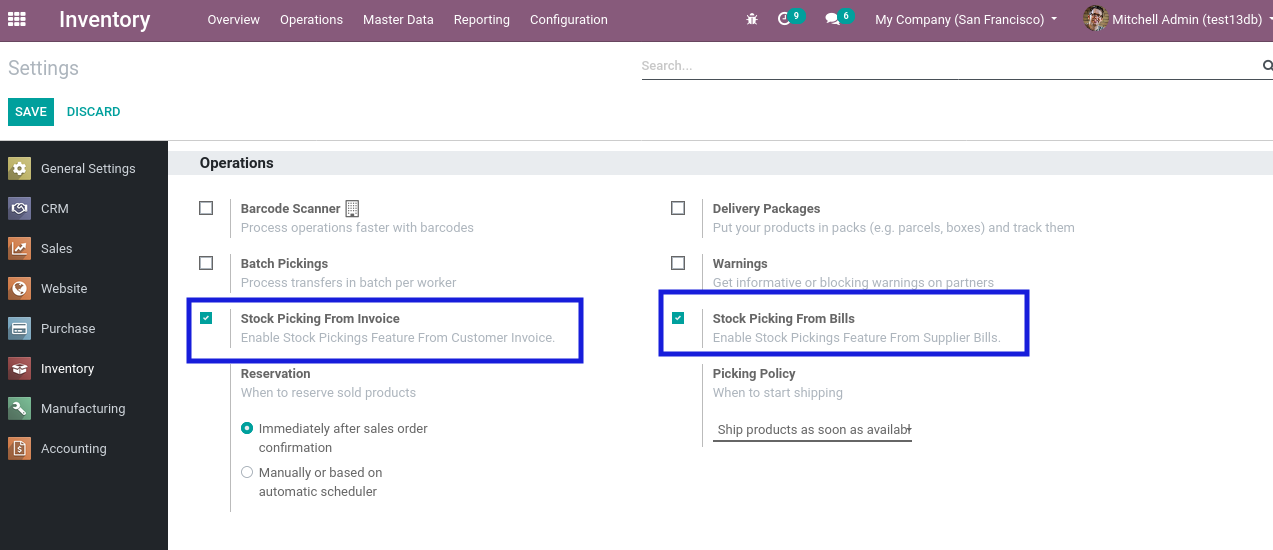 Inventory
Overview Operations Master Data Reporting Configuration
9 6 My Company (San Francisco) Mitchell Admin (test13db)
Settings
Search...
SAVE DISCARD
General Settings
CRM
Sales
Website
Purchase
Inventory
Manufacturing
Accounting
Operations
Barcode Scanner
Process operations faster with barcodes
Delivery Packages
Put your products in packs (e.g. parcels, boxes) and track them
Batch Pickings
Process transfers in batch per worker
Warnings
Get informative or blocking warnings on partners
Stock Picking From Invoice
Enable Stock Pickings Feature From Customer Invoice.
Stock Picking From Bills
Enable Stock Pickings Feature From Supplier Bills.
Reservation
When to reserve sold products
Immediately after sales order
confirmation
Manually or based on
automatic scheduler
Picking Policy
When to start shipping
Ship products as soon as availab